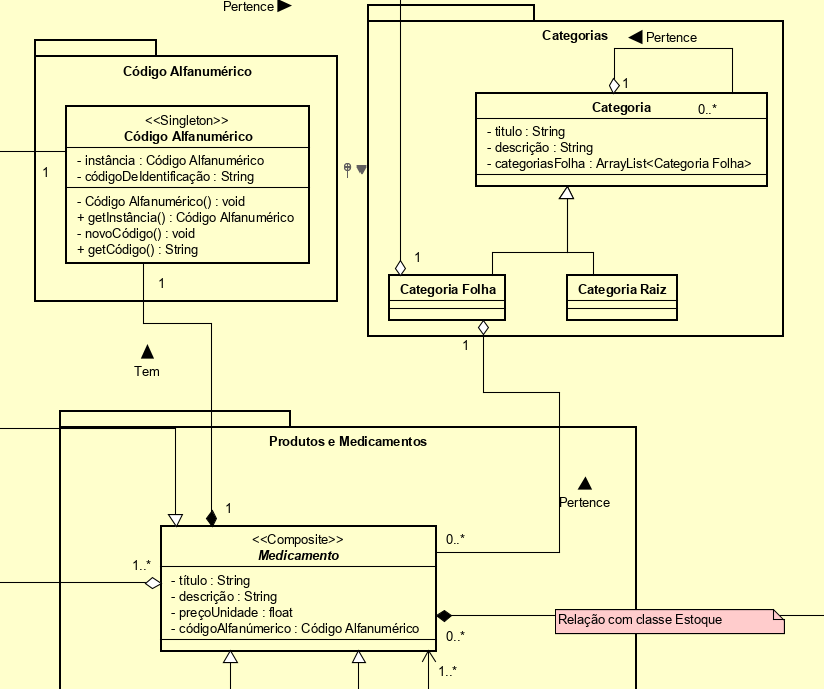 Pertence
Código Alfanumérico
<<Singleton>>
Código Alfanumérico
- instância : Código Alfanumérico
- códigoDeIdentificação : String
- Código Alfanumérico() : void
+ getInstância() : Código Alfanumérico
- novoCódigo() : void
+ getCódigo() : String
1
1
Tem
Categorias
Pertence
1
Categoria
0..*
- titulo : String
- descrição : String
- categoriasFolha : ArrayList<Categoria Folha>
1
Categoria Folha
Categoria Raiz
1
Pertence
Produtos e Medicamentos
1
<<Composite>>
Medicamento
0..*
1..*
- título : String
- descrição : String
- preçoUnidade : float
- códigoAlfanúmerico : Código Alfanumérico
Relação com classe Estoque
0..*
1..*